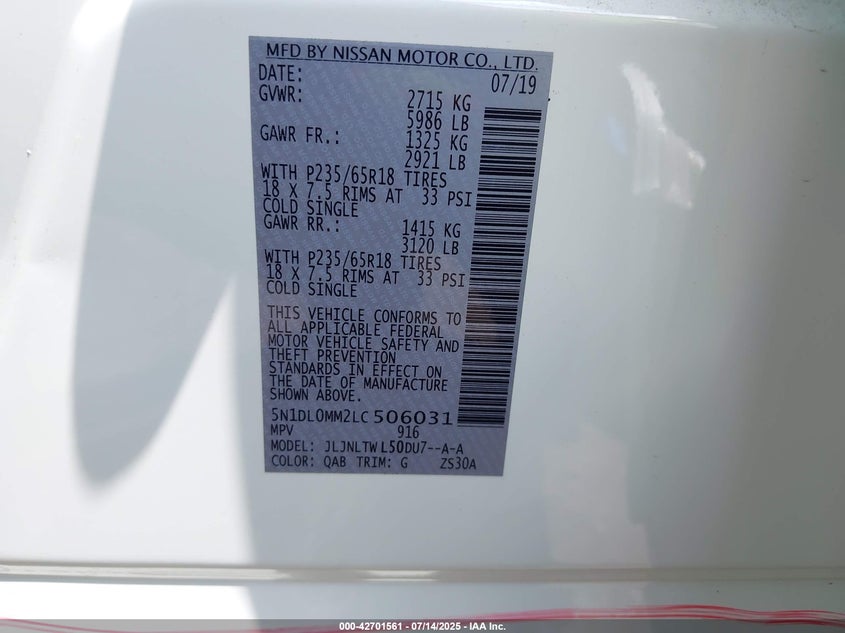 MFD BY NISSAN MOTOR CO., LTD.
DATE: 07/19
GVWR: 2715 KG
5986 LB
GAWR FR.: 1325 KG
2921 LB
WITH P235/65R18 TIRES
18 X 7.5 RIMS AT 33 PSI
COLD SINGLE
GAWR RR.: 1415 KG
3120 LB
WITH P235/65R18 TIRES
18 X 7.5 RIMS AT 33 PSI
COLD SINGLE
THIS VEHICLE CONFORMS TO
ALL APPLICABLE FEDERAL
MOTOR VEHICLE SAFETY AND
THEFT PREVENTION
STANDARDS IN EFFECT ON
THE DATE OF MANUFACTURE
SHOWN ABOVE.
5N1DL0MM2LC506031
MPV 916
MODEL: JLJNLTWL50DU7--A-A
COLOR: QAB TRIM: G ZS30A
000-42701561 - 07/14/2025 - IAA Inc.